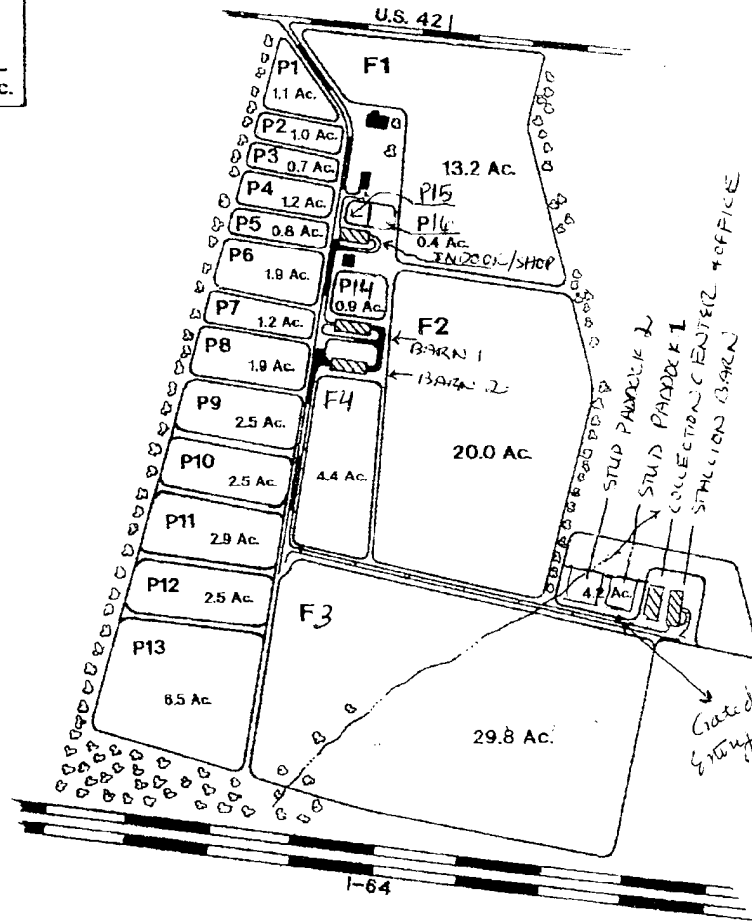 c.
U.S. 42
P1
1.1 Ac.
F1
P2 1.0 Ac.
P3 0.7 Ac.
13.2 Ac.
P4 1.2 Ac.
P15
P5 0.8 Ac.
P16
0.4 Ac.
INDOOR/SHOP
P6
1.9 Ac.
P14
0.9 Ac.
P7
1.2 Ac.
F2
BARN 1
P8
1.9 Ac.
BARN 2
F4
P9
2.5 Ac.
4.4 Ac.
20.0 Ac.
STUD PADDOCK 2
STUD PADDOCK 1
COLLECTION CENTER + OFFICE
STALLION BARN
P10
2.5 Ac.
P11
2.9 Ac.
4.2 Ac.
P12
2.5 Ac.
F3
P13
6.5 Ac.
29.8 Ac.
Gated
Entry
I-64